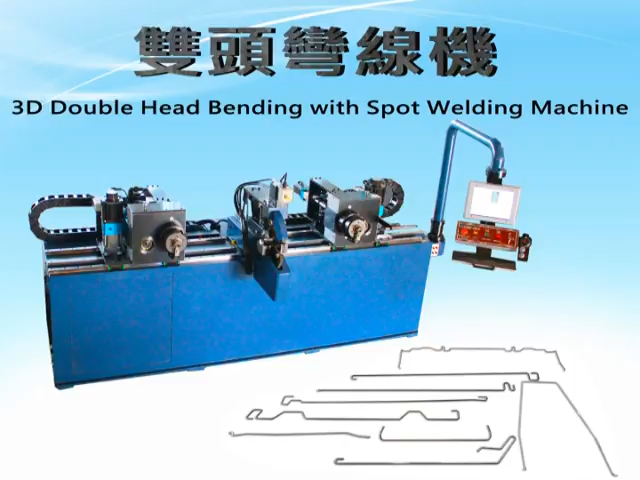 雙頭彎線機
3D Double Head Bending with Spot Welding Machine